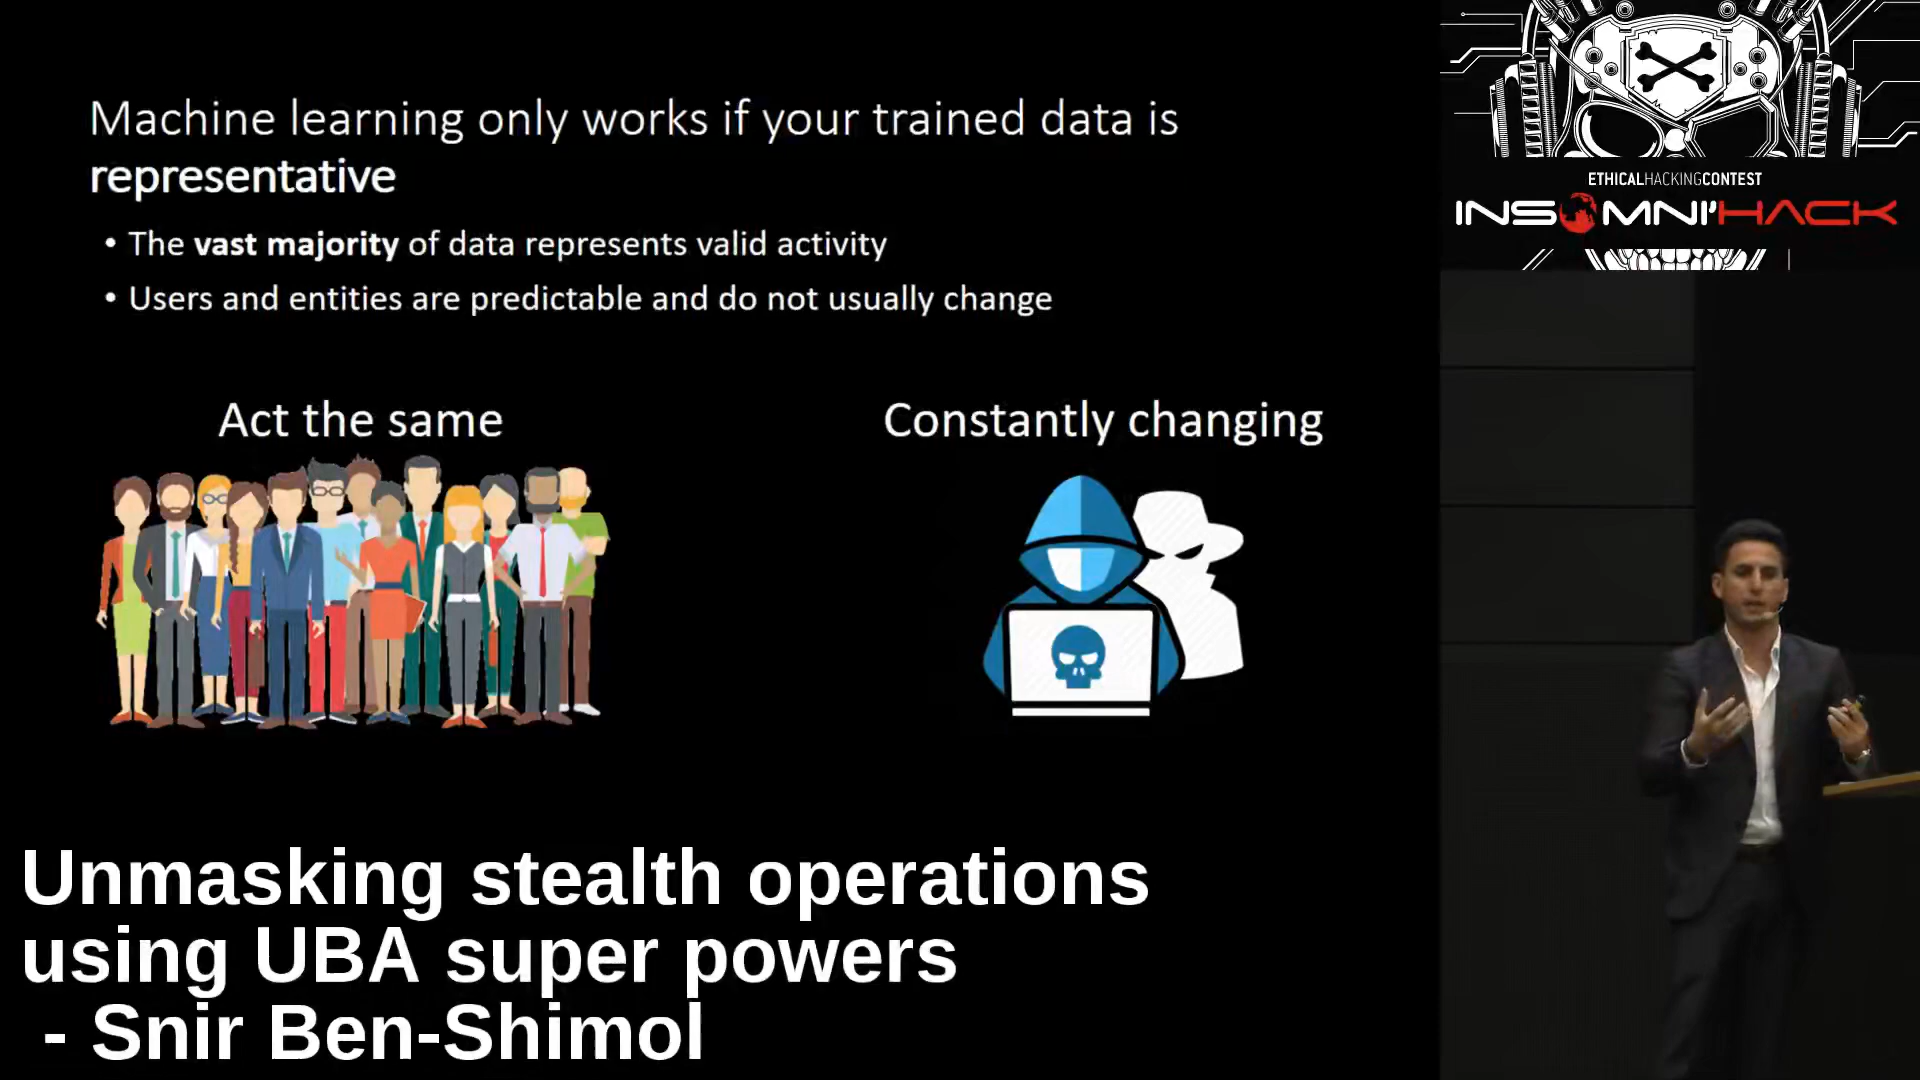 Machine learning only works if your trained data is
representative
• The vast majority of data represents valid activity
• Users and entities are predictable and do not usually change
Act the same
Constantly changing
Unmasking stealth operations
using UBA super powers
- Snir Ben-Shimol
ETHICALHACKINGCONTEST
INSOMNI'HACK